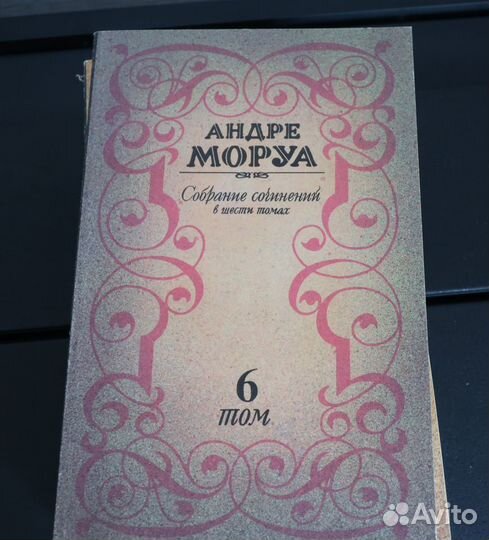 АНДРЕ
МОРУА
Собрание сочинений
в шести томах
6
том
Avito